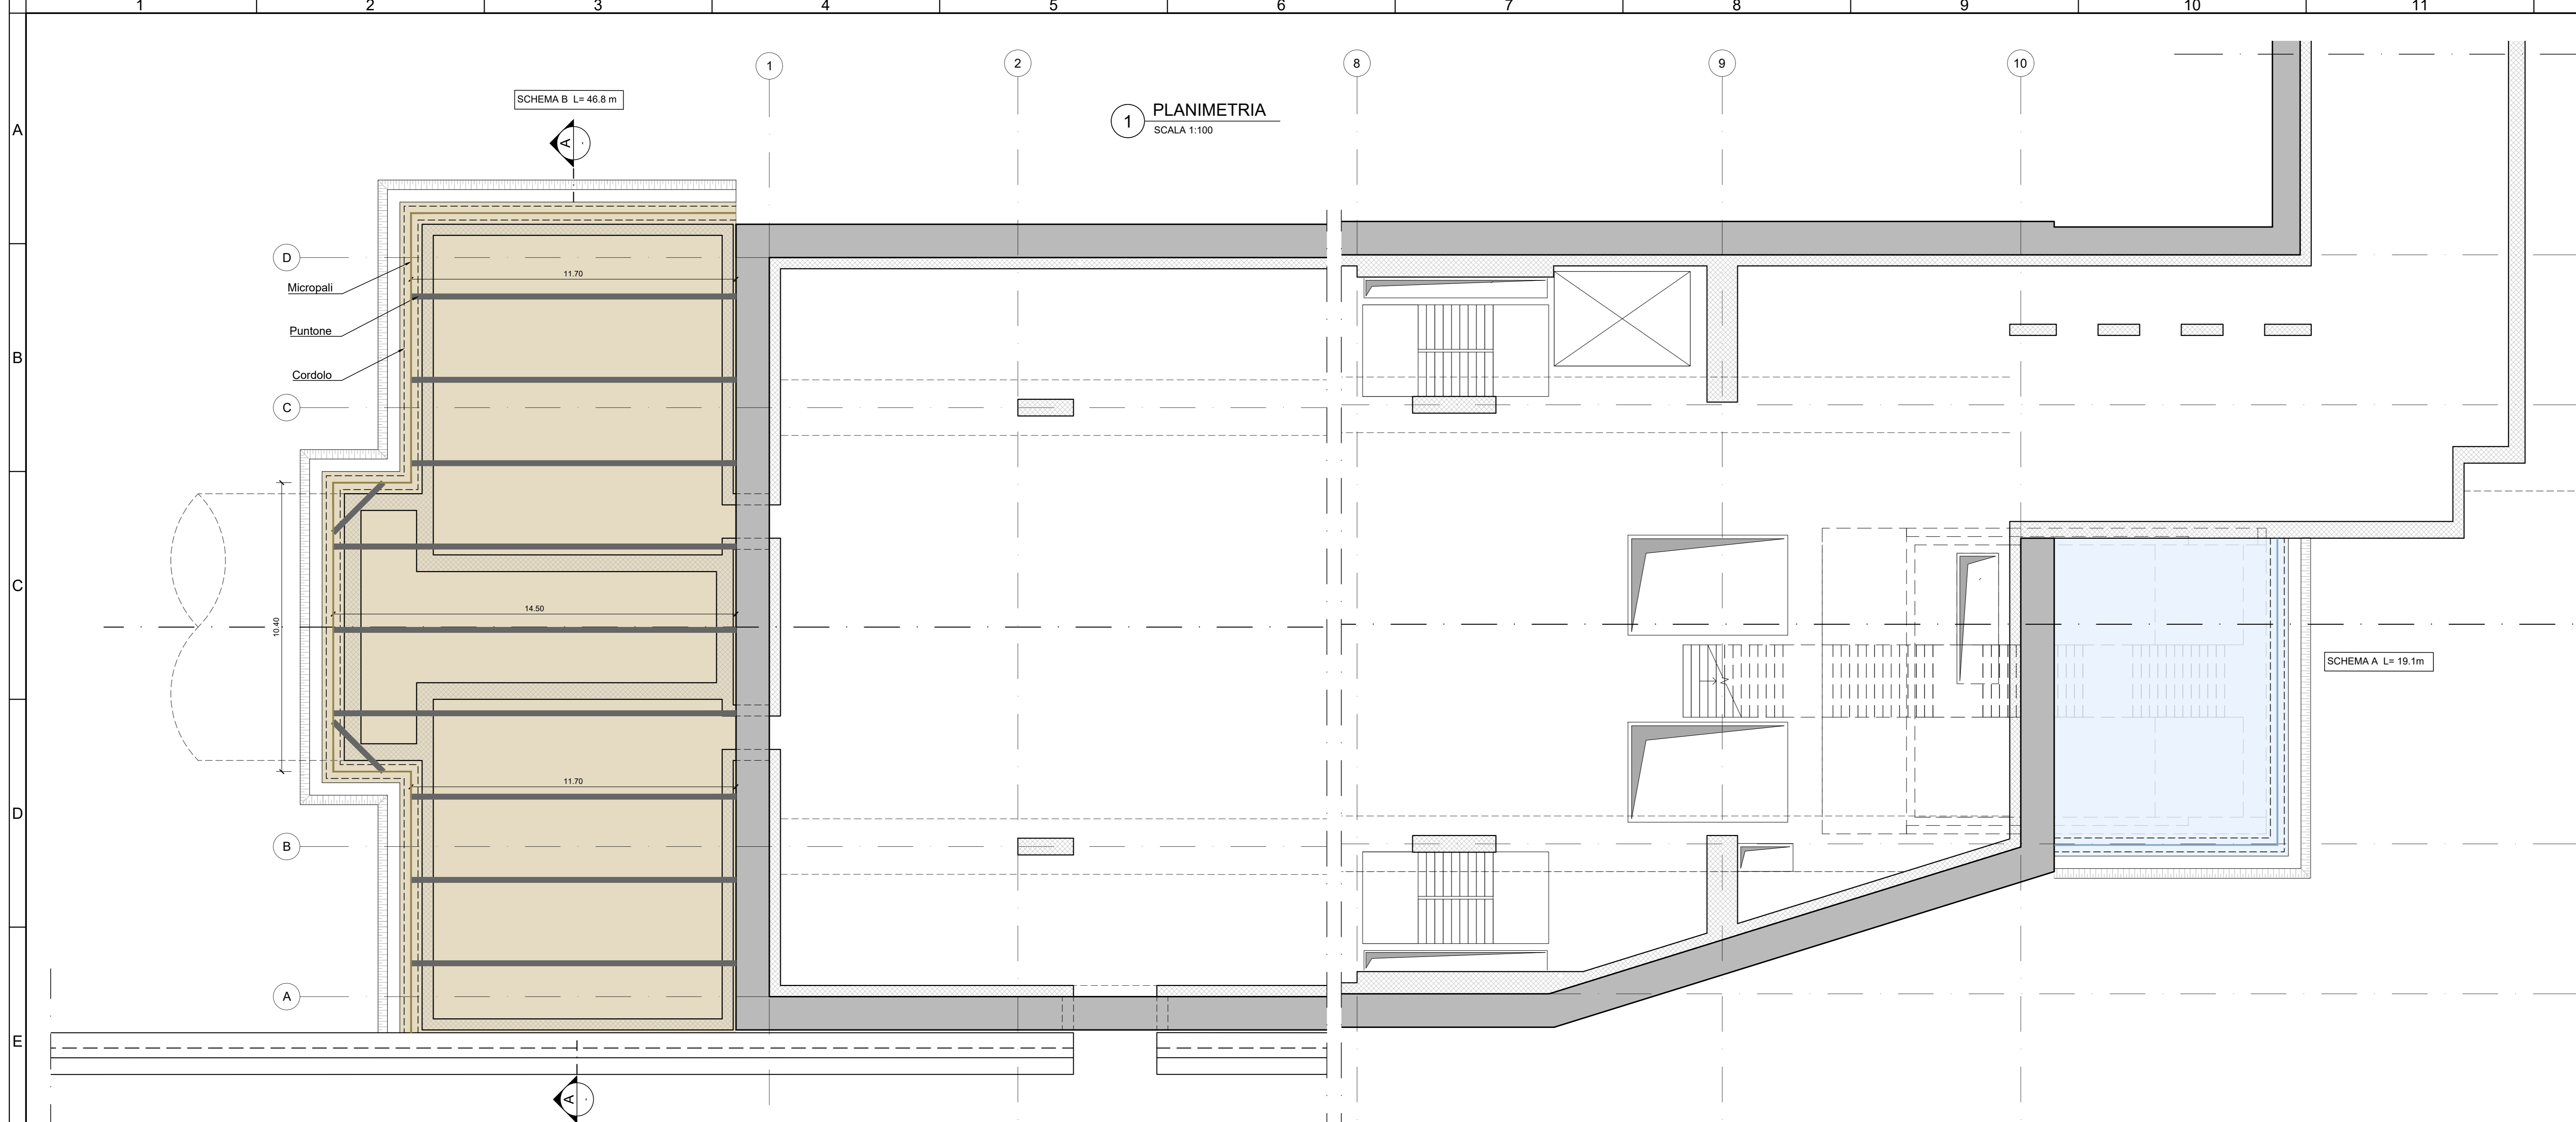 1 2 3 4 5 6 7 8 9 10 11
1 2 8 9 10
SCHEMA B L= 46.8 m
1 PLANIMETRIA
SCALA 1:100
A
A
D
11.70
Micropali
Puntone
B
Cordolo
C
C
14.50
10.40
SCHEMA A L= 19.1m
11.70
D
B
A
E
A